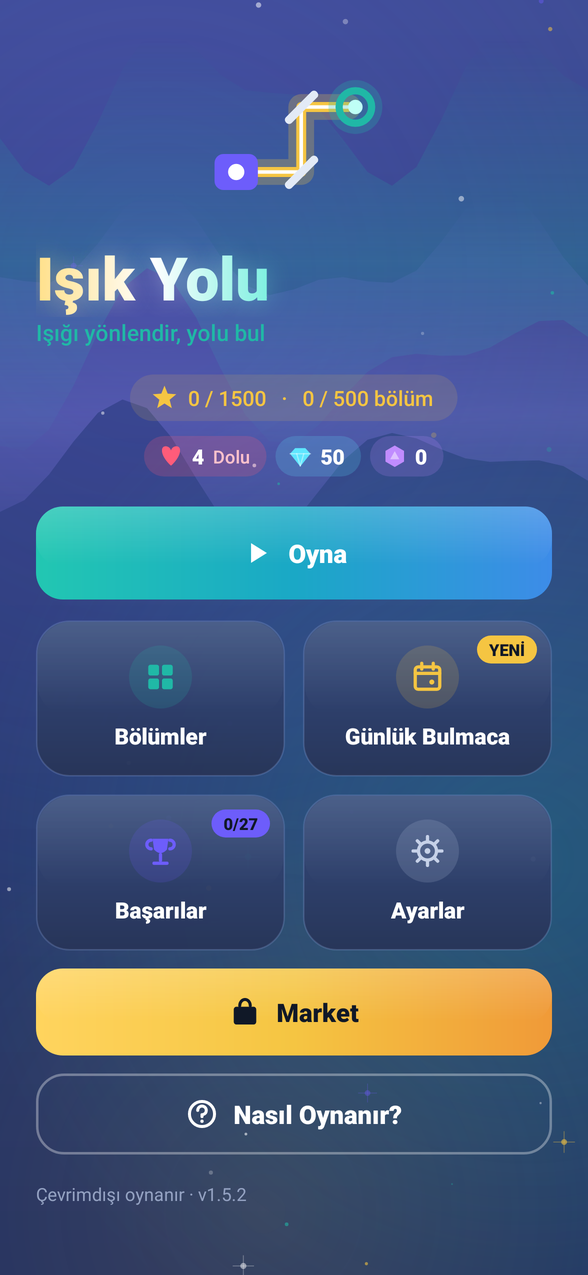 Işık Yolu
Işığı yönlendir, yolu bul
0 / 1500 · 0 / 500 bölüm
4 Dolu 50 0
Oyna
YENİ
Bölümler Günlük Bulmaca
0/27
Başarılar Ayarlar
Market
Nasıl Oynanır?
Çevrimdışı oynanır · v1.5.2